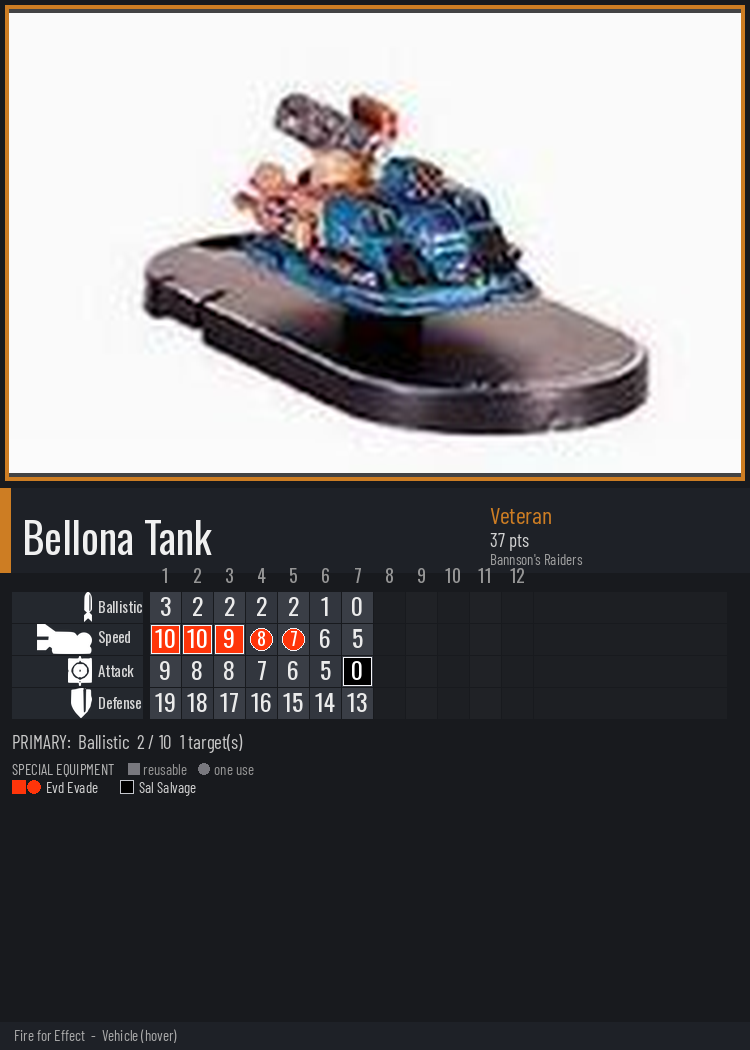 Bellona Tank
Veteran
37 pts
Bannson's Raiders
1 2 3 4 5 6 7 8 9 10 11 12
Ballistic 3 2 2 2 2 1 0
Speed 10 10 9 8 7 6 5
Attack 9 8 8 7 6 5 0
Defense 19 18 17 16 15 14 13
PRIMARY: Ballistic 2 / 10 1 target(s)
SPECIAL EQUIPMENT reusable one use
Evd Evade Sal Salvage
Fire for Effect - Vehicle (hover)